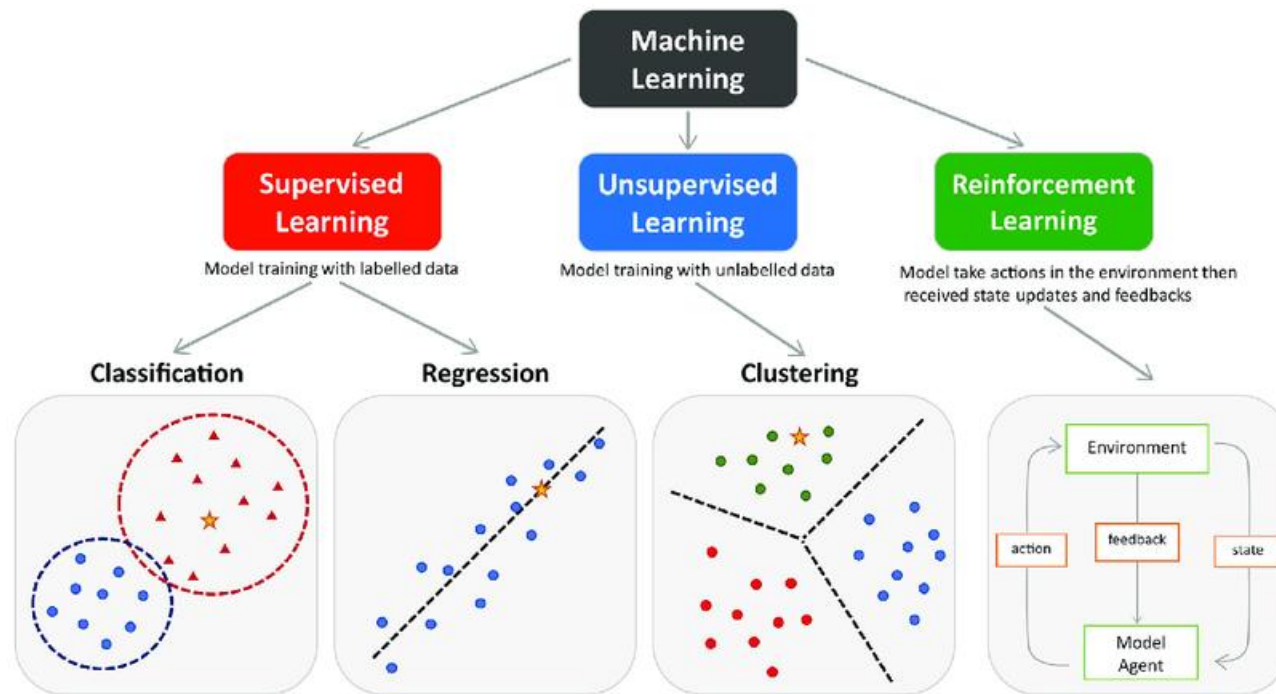 Machine
Learning
Supervised
Learning
Unsupervised
Learning
Reinforcement
Learning
Model training with labelled data
Model training with unlabelled data
Model take actions in the environment then
received state updates and feedbacks
Classification
Regression
Clustering
Environment
action
feedback
state
Model
Agent